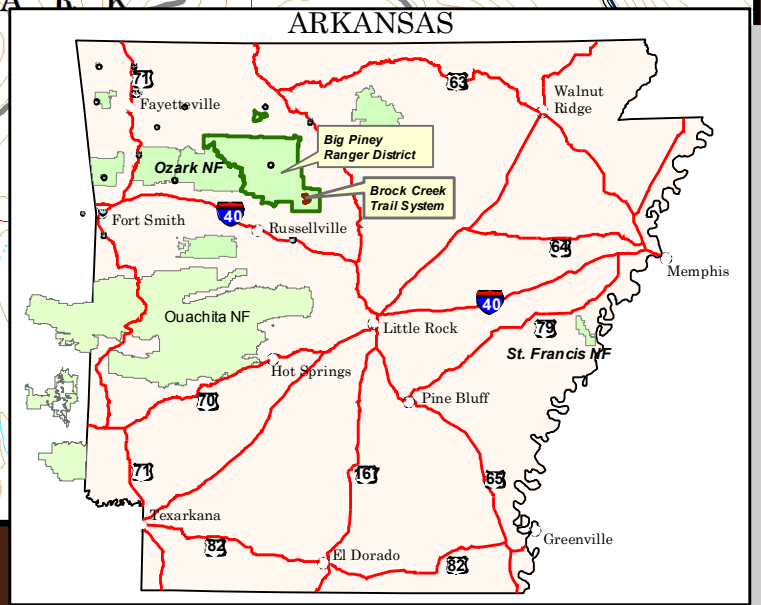 A R K
ARKANSAS
71
63
Fayetteville
Walnut
Ridge
Big Piney
Ranger District
Ozark NF
Brock Creek
Trail System
Fort Smith
40
Russellville
64
Memphis
Ouachita NF
40
Little Rock
79
St. Francis NF
Hot Springs
70
Pine Bluff
71
167
65
Texarkana
Greenville
82
El Dorado
82